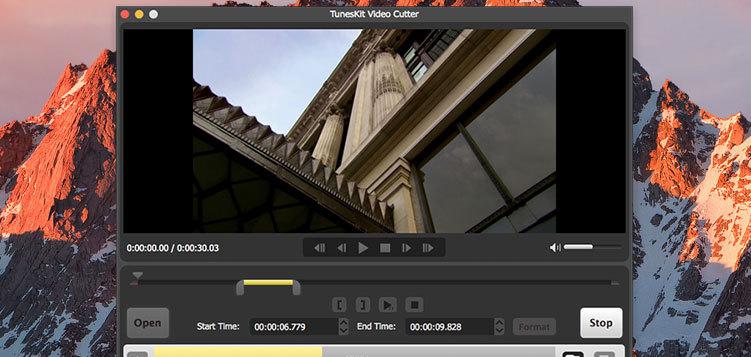 TunesKit Video Cutter
0:00:00.00 / 0:00:30.03
Open
Start Time:
00:00:06.779
End Time:
00:00:09.828
Format
Stop